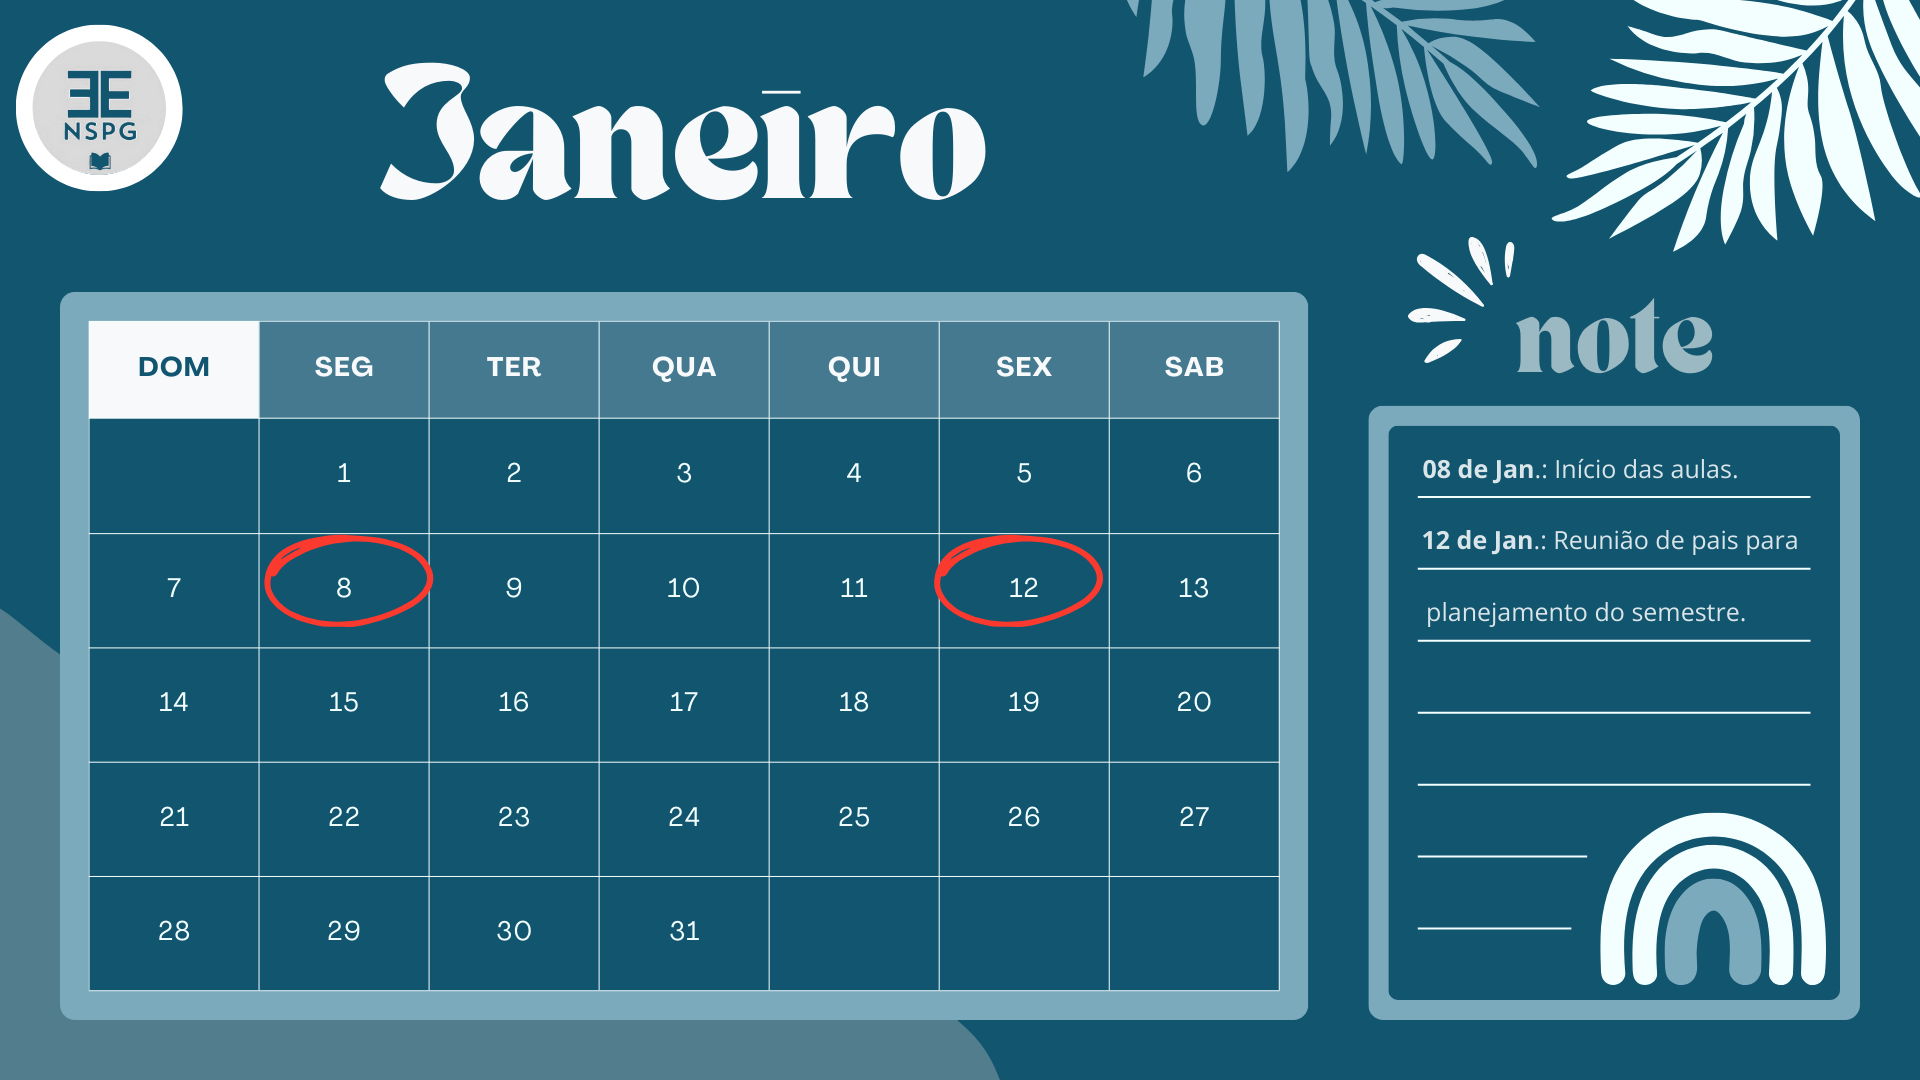 ƎE
NSPG
Janeiro
note
DOM SEG TER QUA QUI SEX SAB
1 2 3 4 5 6
7 8 9 10 11 12 13
14 15 16 17 18 19 20
21 22 23 24 25 26 27
28 29 30 31
08 de Jan.: Início das aulas.
12 de Jan.: Reunião de pais para
planejamento do semestre.